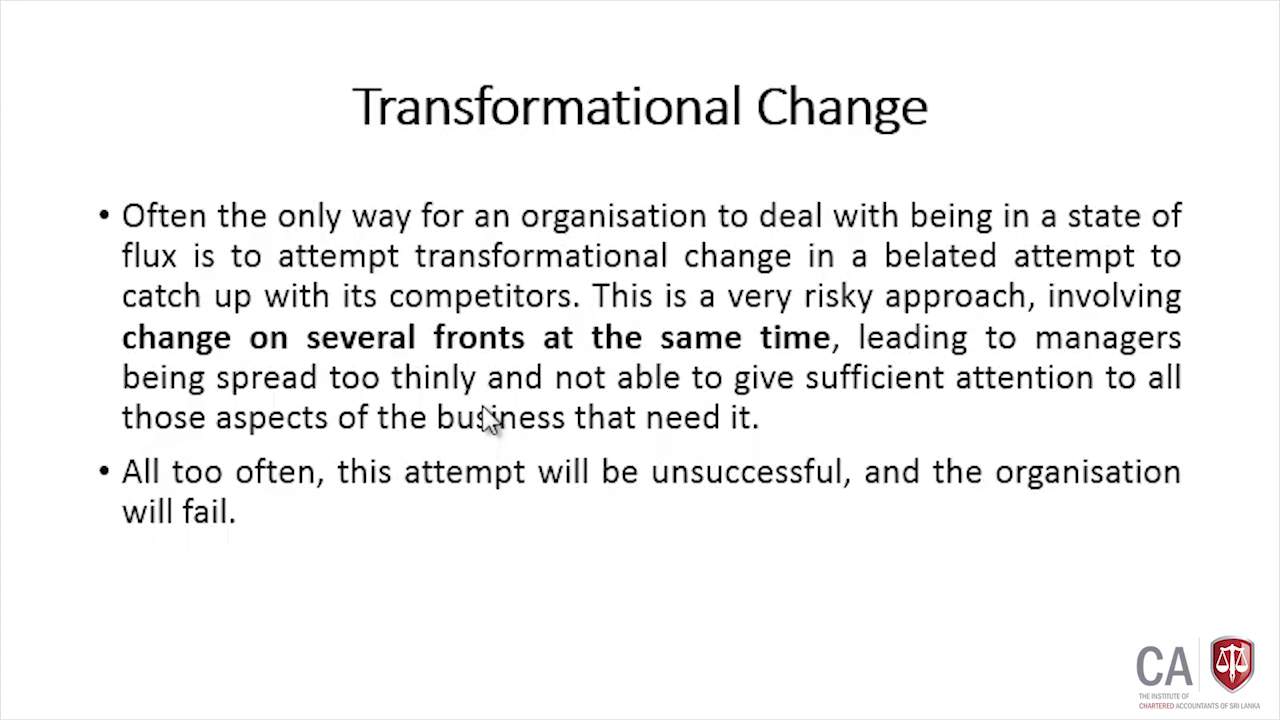 Transformational Change
• Often the only way for an organisation to deal with being in a state of
flux is to attempt transformational change in a belated attempt to
catch up with its competitors. This is a very risky approach, involving
change on several fronts at the same time, leading to managers
being spread too thinly and not able to give sufficient attention to all
those aspects of the business that need it.
• All too often, this attempt will be unsuccessful, and the organisation
will fail.
CA
THE INSTITUTE OF
CHARTERED ACCOUNTANTS OF SRI LANKA